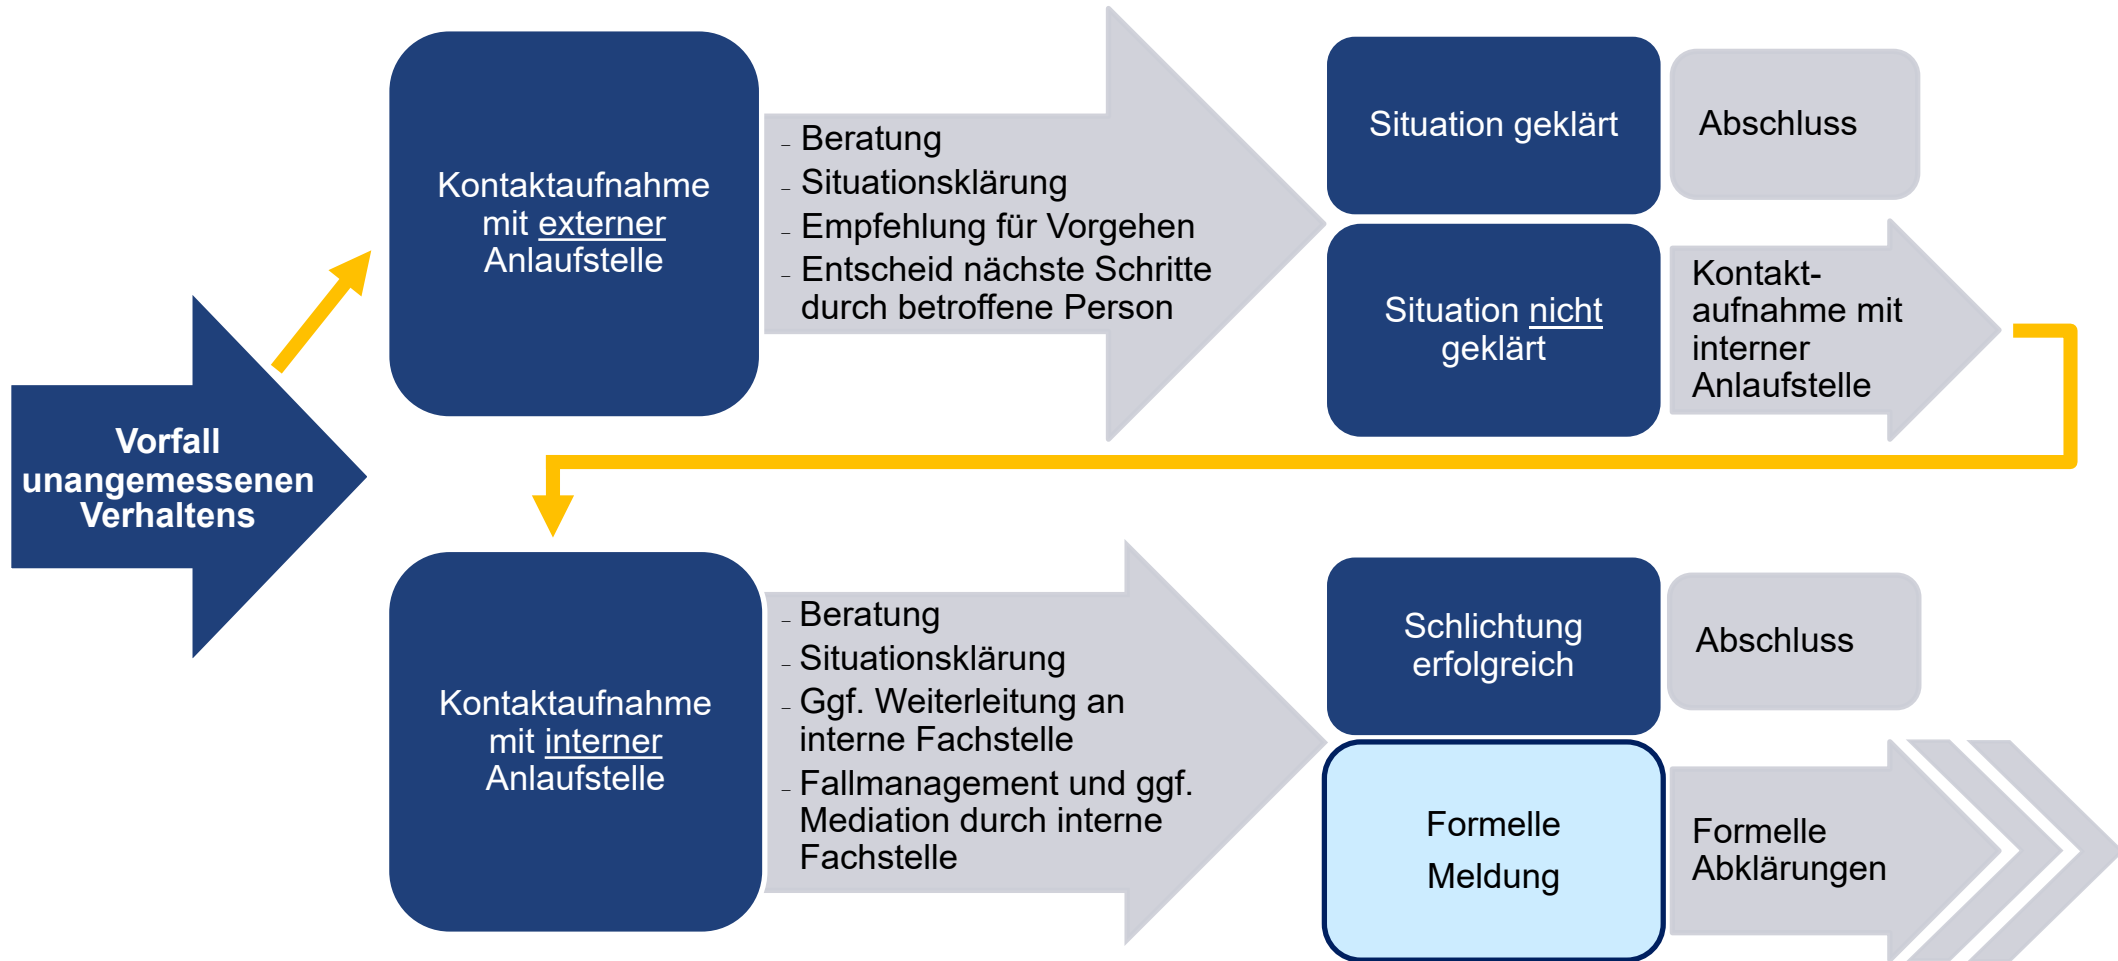 Vorfall
unangemessenen
Verhaltens
Kontaktaufnahme
mit externer
Anlaufstelle
- Beratung
- Situationsklärung
- Empfehlung für Vorgehen
- Entscheid nächste Schritte
durch betroffene Person
Situation geklärt
Abschluss
Situation nicht
geklärt
Kontakt-
aufnahme mit
interner
Anlaufstelle
Kontaktaufnahme
mit interner
Anlaufstelle
- Beratung
- Situationsklärung
- Ggf. Weiterleitung an
interne Fachstelle
- Fallmanagement und ggf.
Mediation durch interne
Fachstelle
Schlichtung
erfolgreich
Abschluss
Formelle
Meldung
Formelle
Abklärungen